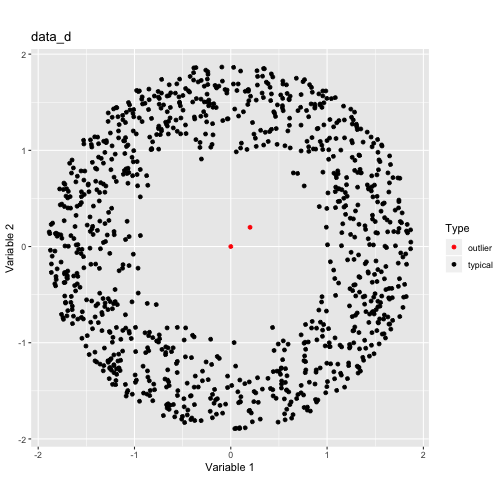 data_d
2
1
0
-1
-2
Variable 2
-2 -1 0 1 2
Variable 1
Type
outlier
typical